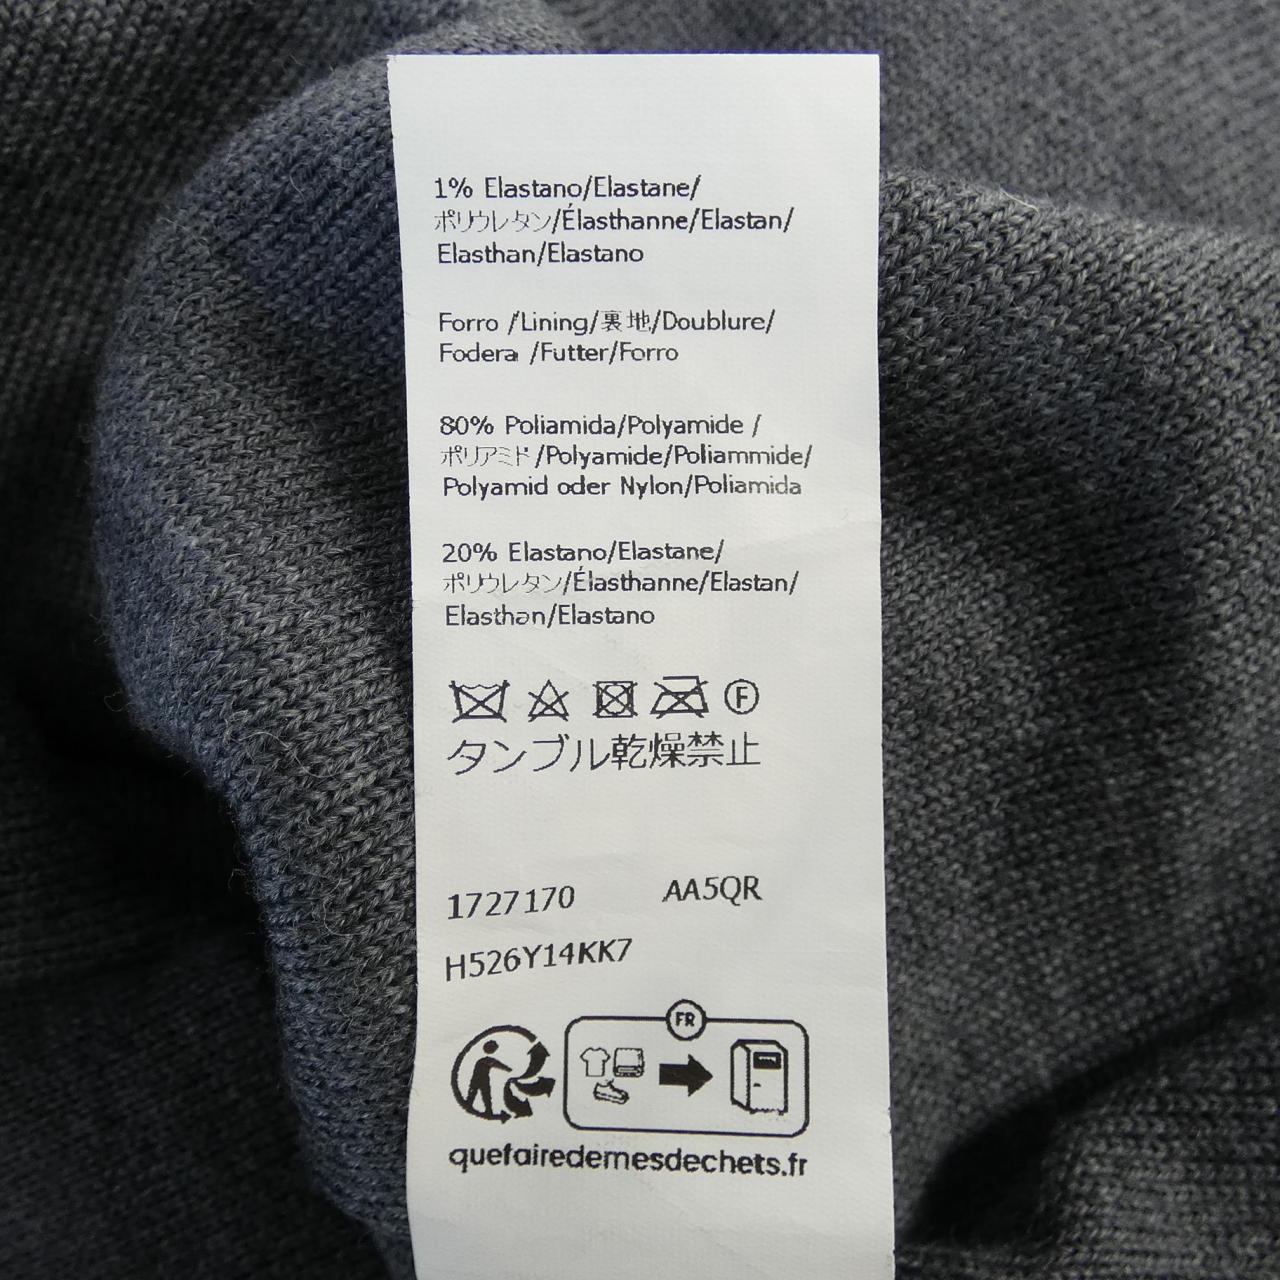 1% Elastano/Elastane/
ポリウレタン/Élasthanne/Elastan/
Elasthan/Elastano
Forro /Lining/裏地/Doublure/
Fodera /Futter/Forro
80% Poliamida/Polyamide /
ポリアミド/Polyamide/Poliammide/
Polyamid oder Nylon/Poliamida
20% Elastano/Elastane/
ポリウレタン/Élasthanne/Elastan/
Elasthan/Elastano
F
タンブル乾燥禁止
1727170 AA5QR
H526Y14KK7
FR
quefairedemesdechets.fr